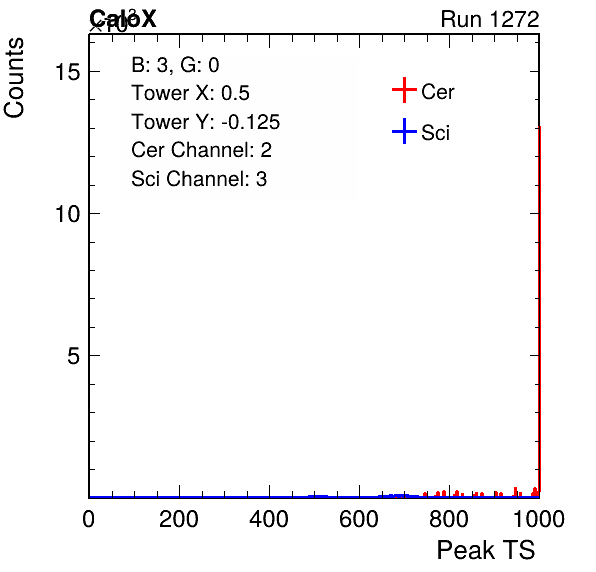 CaloX Run 1272
×10³
Counts
B: 3, G: 0
Tower X: 0.5
Tower Y: -0.125
Cer Channel: 2
Sci Channel: 3
Cer
Sci
15
10
5
0 200 400 600 800 1000
Peak TS